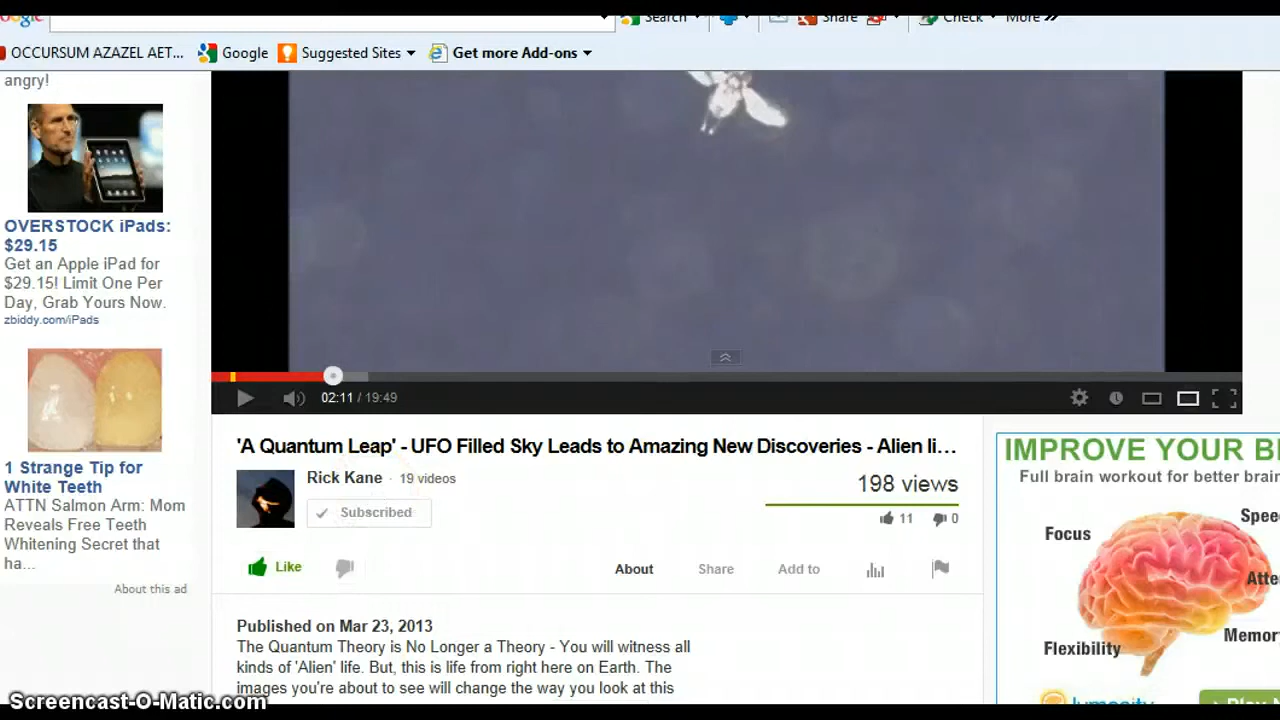 Search
Share
Check
More
OCCURSUM AZAZEL AET...
Google
Suggested Sites
Get more Add-ons
angry!
OVERSTOCK iPads:
$29.15
Get an Apple iPad for
$29.15! Limit One Per
Day, Grab Yours Now.
zbiddy.com/iPads
1 Strange Tip for
White Teeth
ATTN Salmon Arm: Mom
Reveals Free Teeth
Whitening Secret that
ha...
About this ad
02:11 / 19:49
'A Quantum Leap' - UFO Filled Sky Leads to Amazing New Discoveries - Alien li...
Rick Kane · 19 videos
Subscribed
198 views
11
0
Like
About
Share
Add to
Published on Mar 23, 2013
The Quantum Theory is No Longer a Theory - You will witness all
kinds of 'Alien' life. But, this is life from right here on Earth. The
images you're about to see will change the way you look at this
IMPROVE YOUR
Full brain workout for better
Focus
Flexibility
Memory
lumosity
Screencast-O-Matic.com